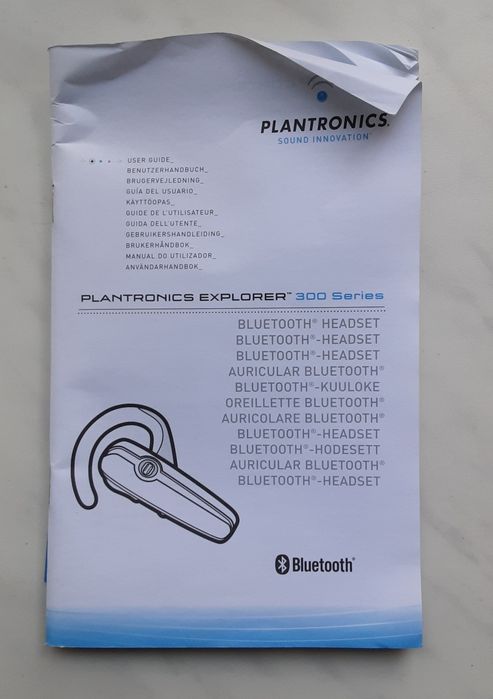 PLANTRONICS.
SOUND INNOVATION™
USER GUIDE_
BENUTZERHANDBUCH_
BRUGERVEJLEDNING_
GUÍA DEL USUARIO_
KÄYTTÖOPAS_
GUIDE DE L'UTILISATEUR_
GUIDA DELL'UTENTE_
GEBRUIKERSHANDLEIDING_
BRUKERHÅNDBOK_
MANUAL DO UTILIZADOR_
ANVÄNDARHANDBOK_
PLANTRONICS EXPLORER™ 300 Series
BLUETOOTH® HEADSET
BLUETOOTH®-HEADSET
BLUETOOTH®-HEADSET
AURICULAR BLUETOOTH®
BLUETOOTH®-KUULOKE
OREILLETTE BLUETOOTH®
AURICOLARE BLUETOOTH®
BLUETOOTH®-HEADSET
BLUETOOTH®-HODESETT
AURICULAR BLUETOOTH®
BLUETOOTH®-HEADSET
Bluetooth®